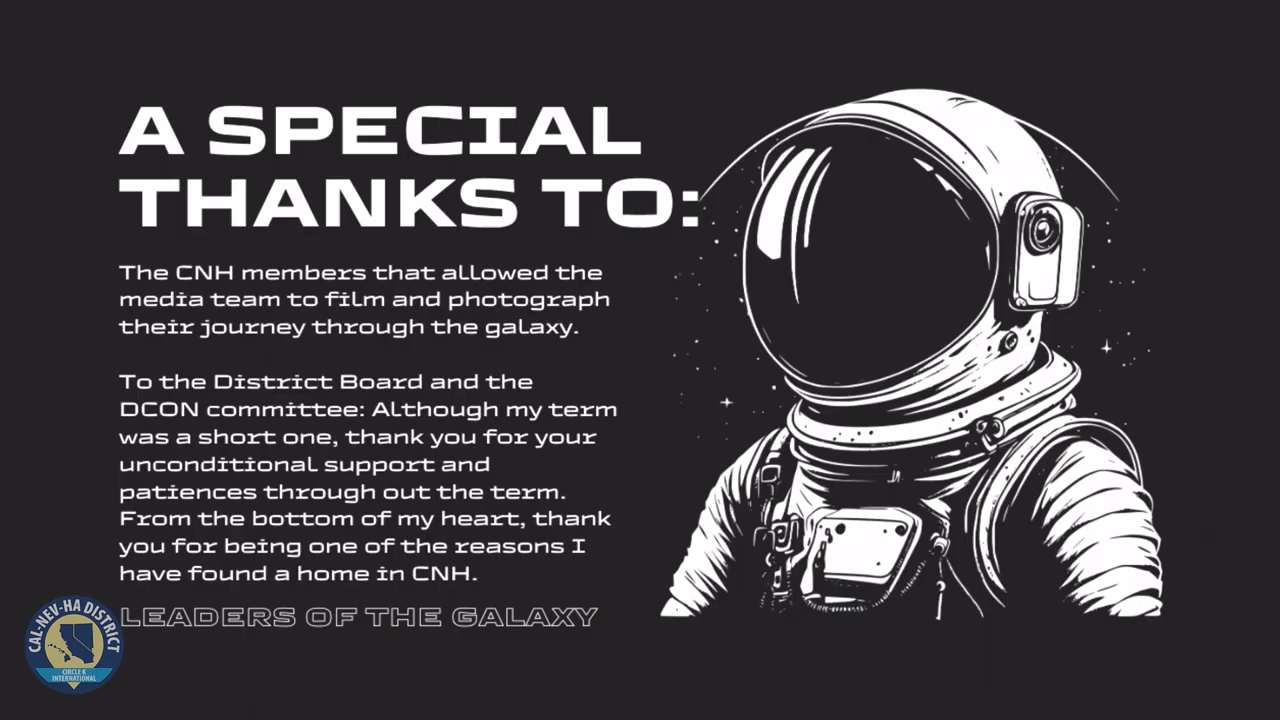 A SPECIAL
THANKS TO:
The CNH members that allowed the
media team to film and photograph
their journey through the galaxy.
To the District Board and the
DCON committee: Although my term
was a short one, thank you for your
unconditional support and
patiences through out the term.
From the bottom of my heart, thank
you for being one of the reasons I
have found a home in CNH.
LEADERS OF THE GALAXY
CAL-NEV-HA DISTRICT
CIRCLE K
INTERNATIONAL